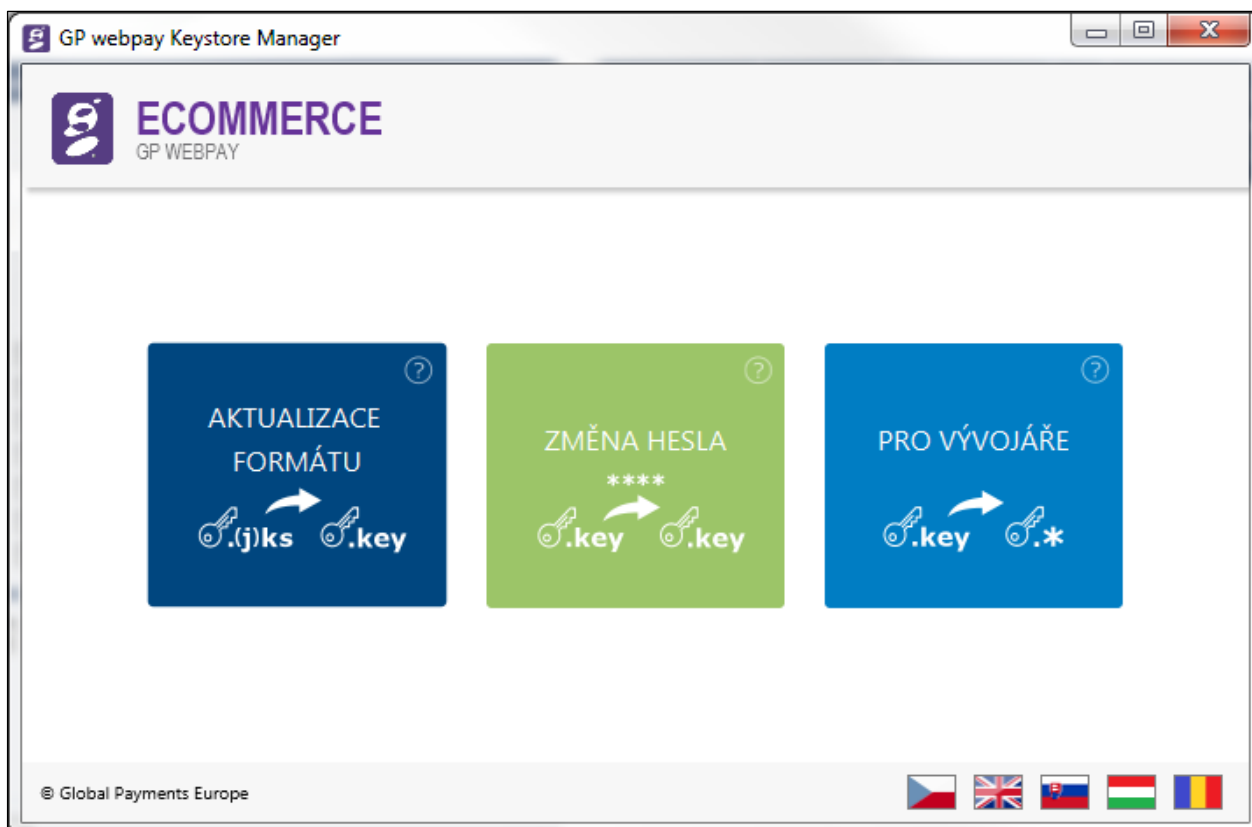 GP webpay Keystore Manager
ECOMMERCE
GP WEBPAY
?
AKTUALIZACE
FORMÁTU
.(j)ks .key
?
ZMĚNA HESLA
****
.key .key
?
PRO VÝVOJÁŘE
.key .*
© Global Payments Europe